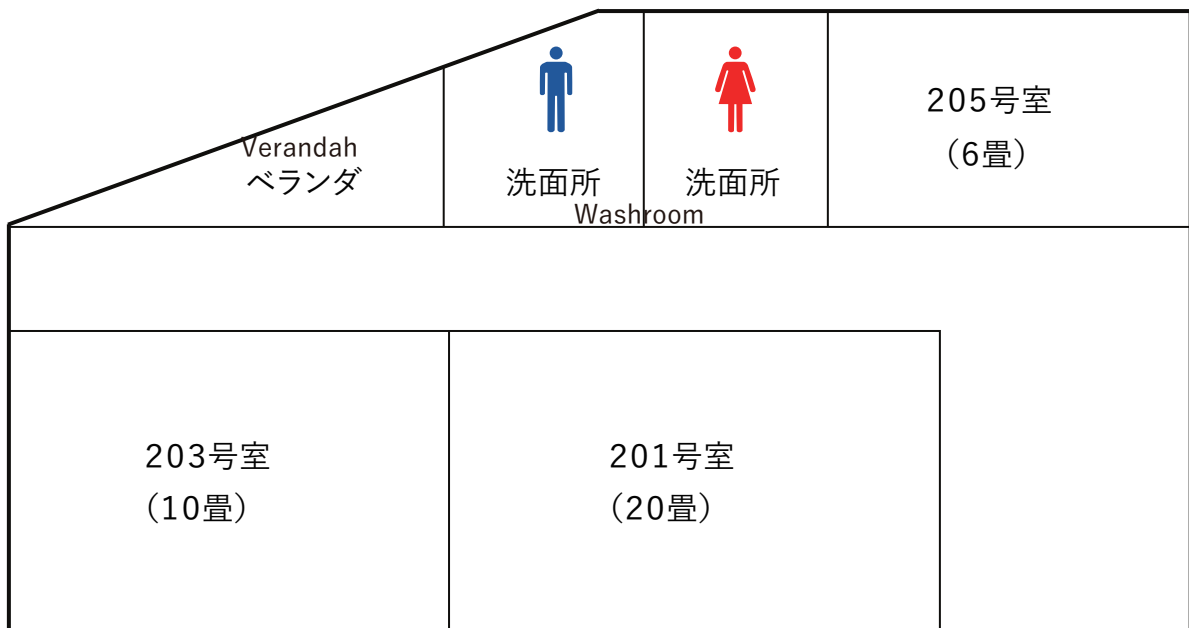 205号室
（6畳）
Verandah
ベランダ
洗面所
洗面所
Washroom
203号室
（10畳）
201号室
（20畳）